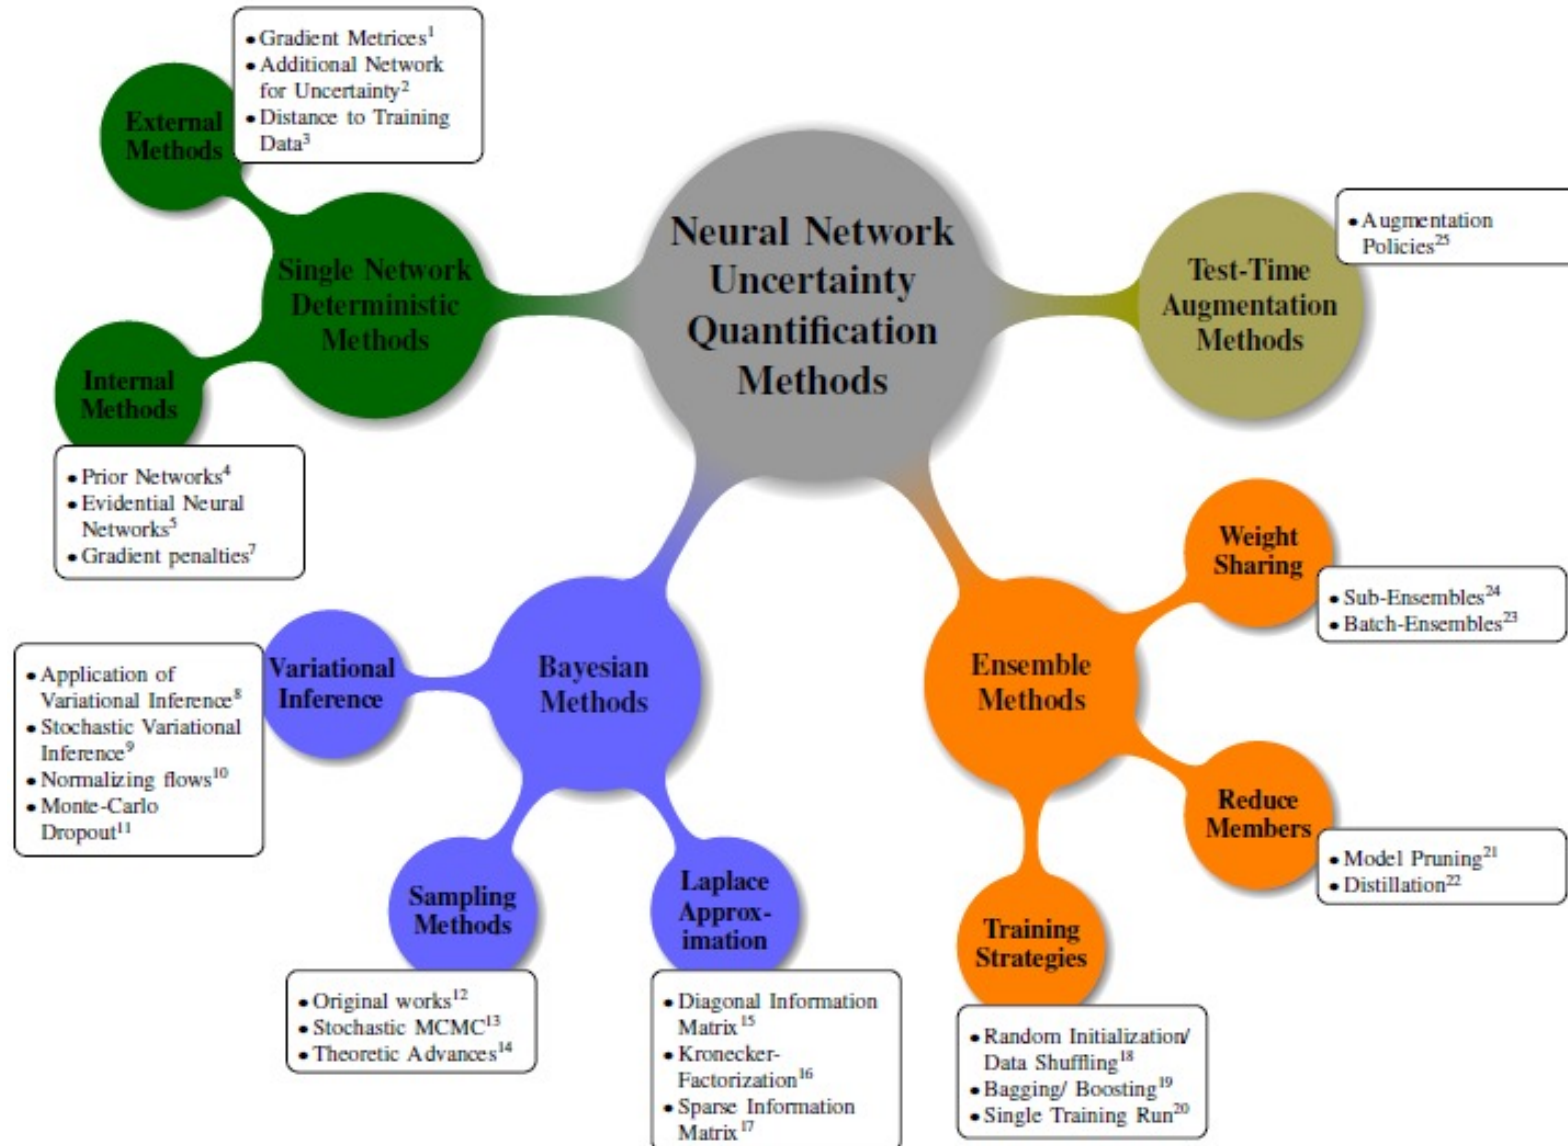 Neural Network
Uncertainty
Quantification
Methods
Single Network
Deterministic
Methods
External
Methods
• Gradient Metrices¹
• Additional Network
for Uncertainty²
• Distance to Training
Data³
Internal
Methods
• Prior Networks⁴
• Evidential Neural
Networks⁵
• Gradient penalties⁷
Bayesian
Methods
Variational
Inference
• Application of
Variational Inference⁸
• Stochastic Variational
Inference⁹
• Normalizing flows¹⁰
• Monte-Carlo
Dropout¹¹
Sampling
Methods
• Original works¹²
• Stochastic MCMC¹³
• Theoretic Advances¹⁴
Laplace
Approx-
imation
• Diagonal Information
Matrix¹⁵
• Kronecker-
Factorization¹⁶
• Sparse Information
Matrix¹⁷
Ensemble
Methods
Training
Strategies
• Random Initialization/
Data Shuffling¹⁸
• Bagging/ Boosting¹⁹
• Single Training Run²⁰
Reduce
Members
• Model Pruning²¹
• Distillation²²
Weight
Sharing
• Sub-Ensembles²⁴
• Batch-Ensembles²³
Test-Time
Augmentation
Methods
• Augmentation
Policies²⁵